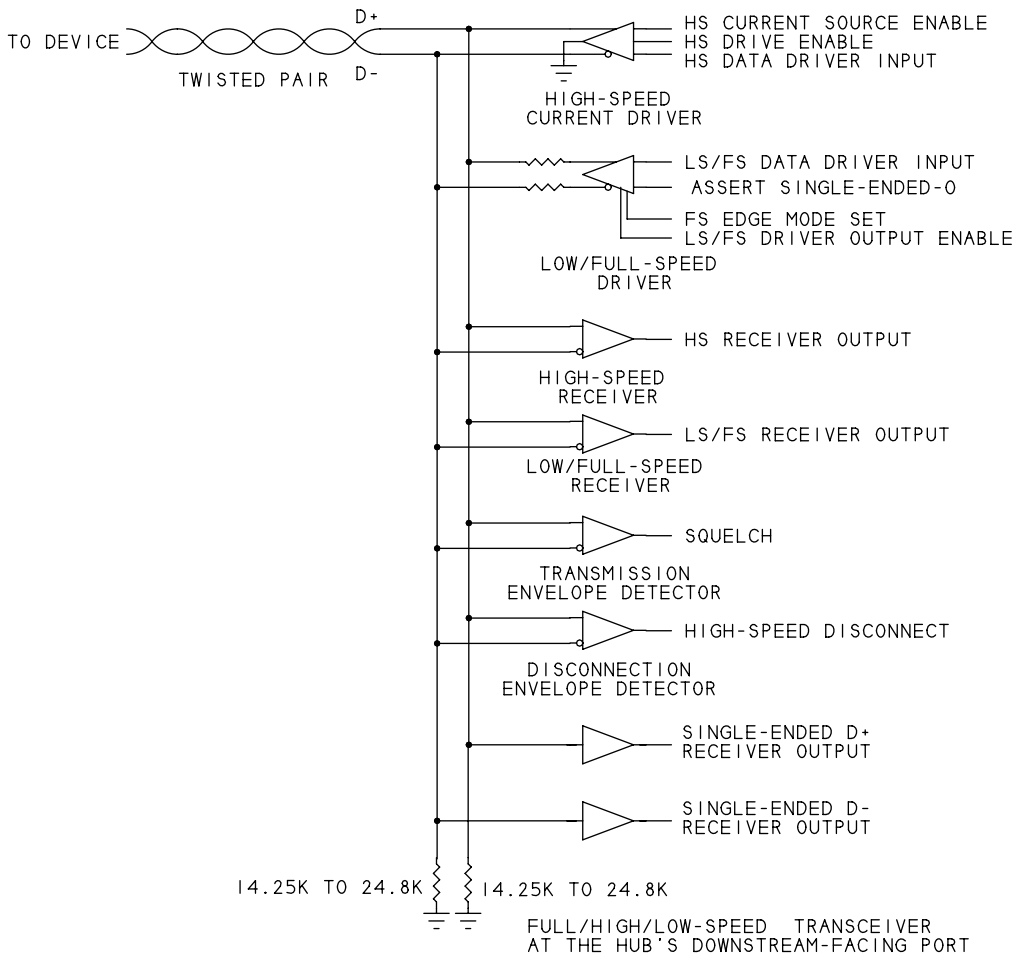 D+
TO DEVICE
TWISTED PAIR
D-
HS CURRENT SOURCE ENABLE
HS DRIVE ENABLE
HS DATA DRIVER INPUT
HIGH-SPEED
CURRENT DRIVER
LS/FS DATA DRIVER INPUT
ASSERT SINGLE-ENDED-0
FS EDGE MODE SET
LS/FS DRIVER OUTPUT ENABLE
LOW/FULL-SPEED
DRIVER
HS RECEIVER OUTPUT
HIGH-SPEED
RECEIVER
LS/FS RECEIVER OUTPUT
LOW/FULL-SPEED
RECEIVER
SQUELCH
TRANSMISSION
ENVELOPE DETECTOR
HIGH-SPEED DISCONNECT
DISCONNECTION
ENVELOPE DETECTOR
SINGLE-ENDED D+
RECEIVER OUTPUT
SINGLE-ENDED D-
RECEIVER OUTPUT
14.25K TO 24.8K
14.25K TO 24.8K
FULL/HIGH/LOW-SPEED TRANSCEIVER
AT THE HUB'S DOWNSTREAM-FACING PORT